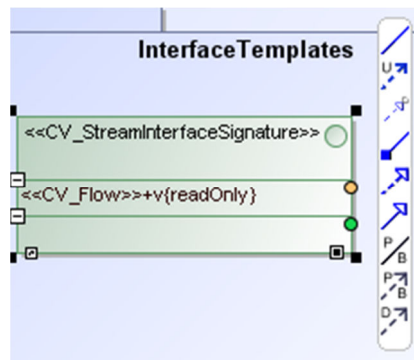 InterfaceTemplates
<<CV_StreamInterfaceSignature>>
<<CV_Flow>>+v{readOnly}
U
P
P
B
P
B
D